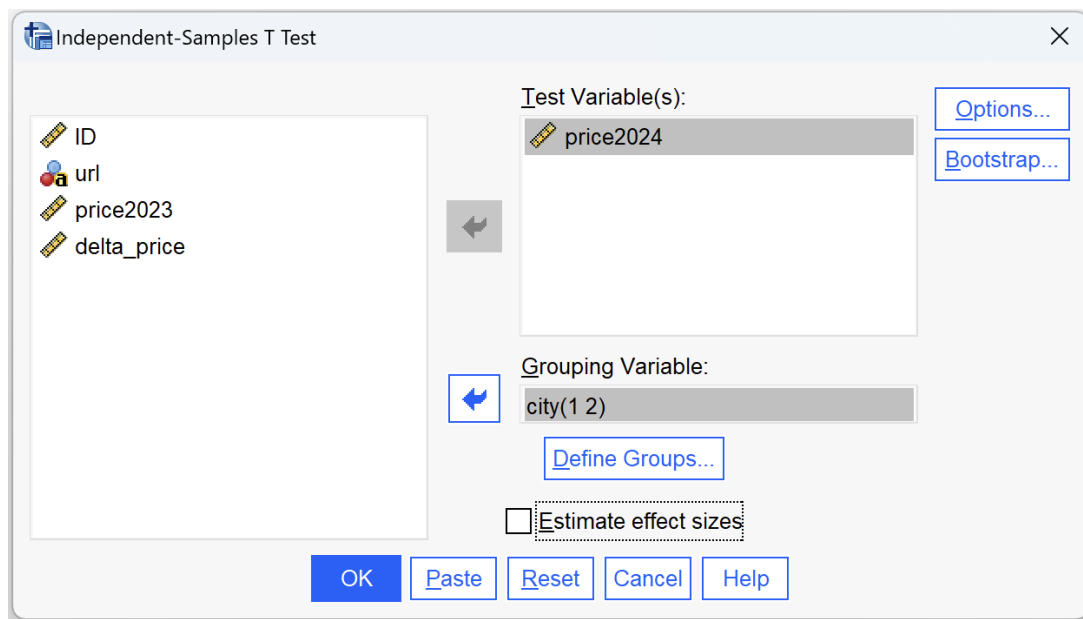 Independent-Samples T Test
Test Variable(s):
Options...
Bootstrap...
ID
url
price2023
delta_price
price2024
Grouping Variable:
city(1 2)
Define Groups...
Estimate effect sizes
OK
Paste
Reset
Cancel
Help